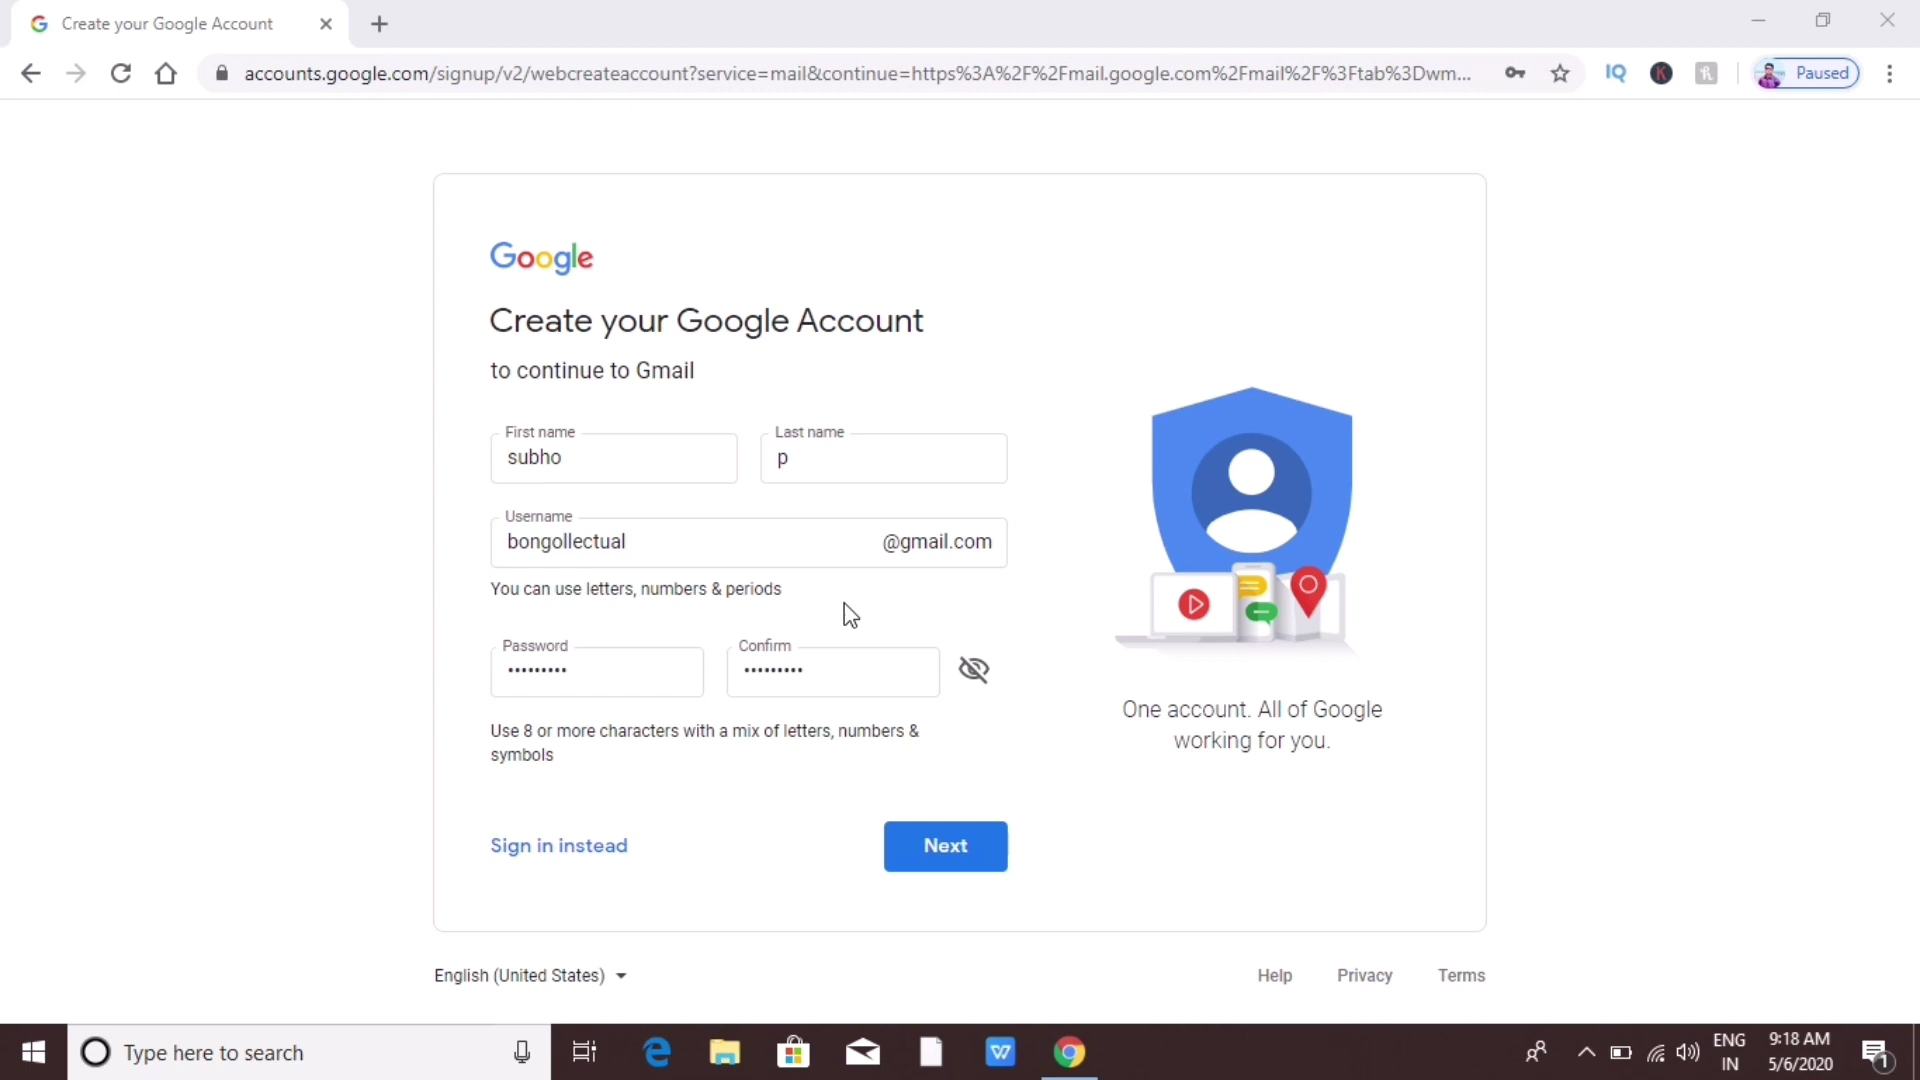 Create your Google Account
accounts.google.com/signup/v2/webcreateaccount?service=mail&continue=https%3A%2F%2Fmail.google.com%2Fmail%2F%3Ftab%3Dwm...
IQ
K
Paused
Google
Create your Google Account
to continue to Gmail
First name
Last name
subho
p
Username
bongollectual
@gmail.com
You can use letters, numbers & periods
Password
Confirm
•••••••••
•••••••••
Use 8 or more characters with a mix of letters, numbers &
symbols
One account. All of Google
working for you.
Sign in instead
Next
English (United States)
Help
Privacy
Terms
Type here to search
W
ENG
IN
9:18 AM
5/6/2020
1